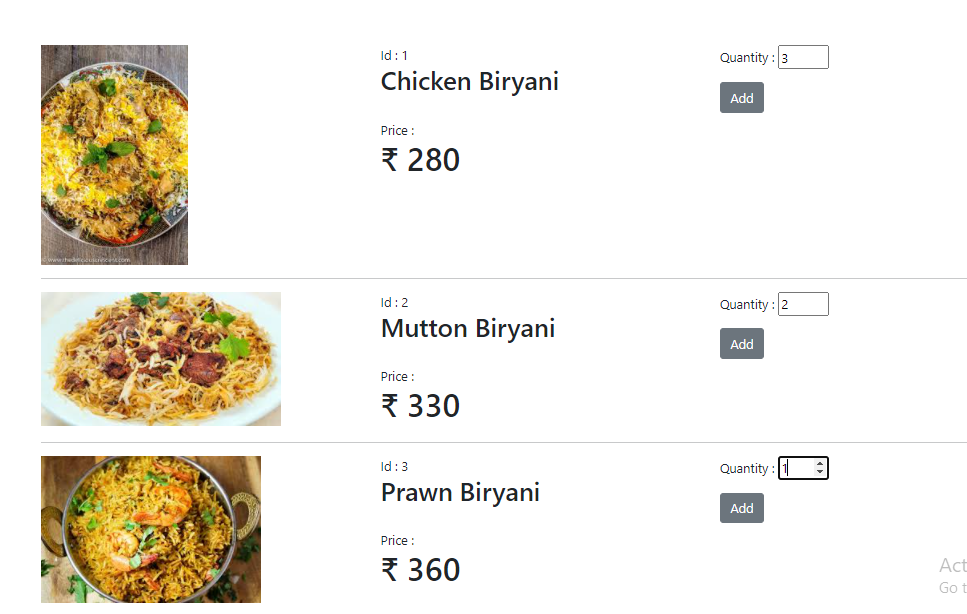 Id : 1
Chicken Biryani
Price :
₹ 280
Quantity : 3
Add
Id : 2
Mutton Biryani
Price :
₹ 330
Quantity : 2
Add
Id : 3
Prawn Biryani
Price :
₹ 360
Quantity : 1
Add
Act
Go t